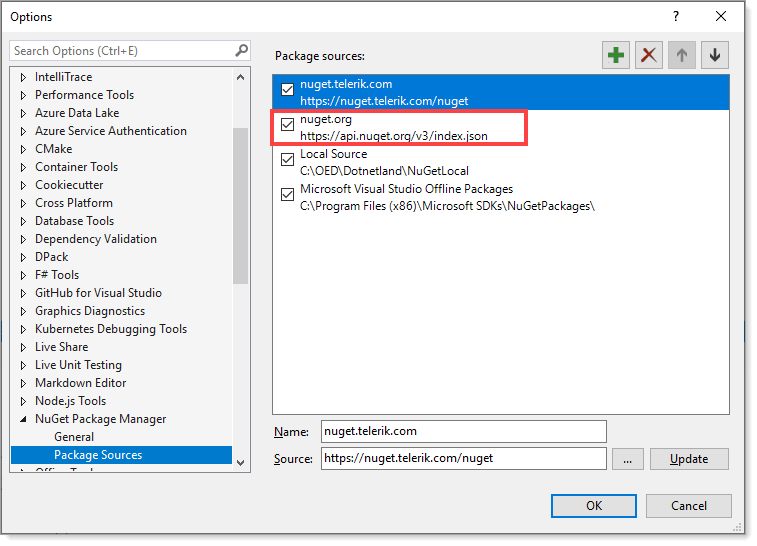 Options
?
Search Options (Ctrl+E)
IntelliTrace
Performance Tools
Azure Data Lake
Azure Service Authentication
CMake
Container Tools
Cookiecutter
Cross Platform
Database Tools
Dependency Validation
DPack
F# Tools
GitHub for Visual Studio
Graphics Diagnostics
Kubernetes Debugging Tools
Live Share
Live Unit Testing
Markdown Editor
Node.js Tools
NuGet Package Manager
General
Package Sources
Package sources:
nuget.telerik.com
https://nuget.telerik.com/nuget
nuget.org
https://api.nuget.org/v3/index.json
Local Source
C:\OED\Dotnetland\NuGetLocal
Microsoft Visual Studio Offline Packages
C:\Program Files (x86)\Microsoft SDKs\NuGetPackages\
Name: nuget.telerik.com
Source: https://nuget.telerik.com/nuget ... Update
OK Cancel